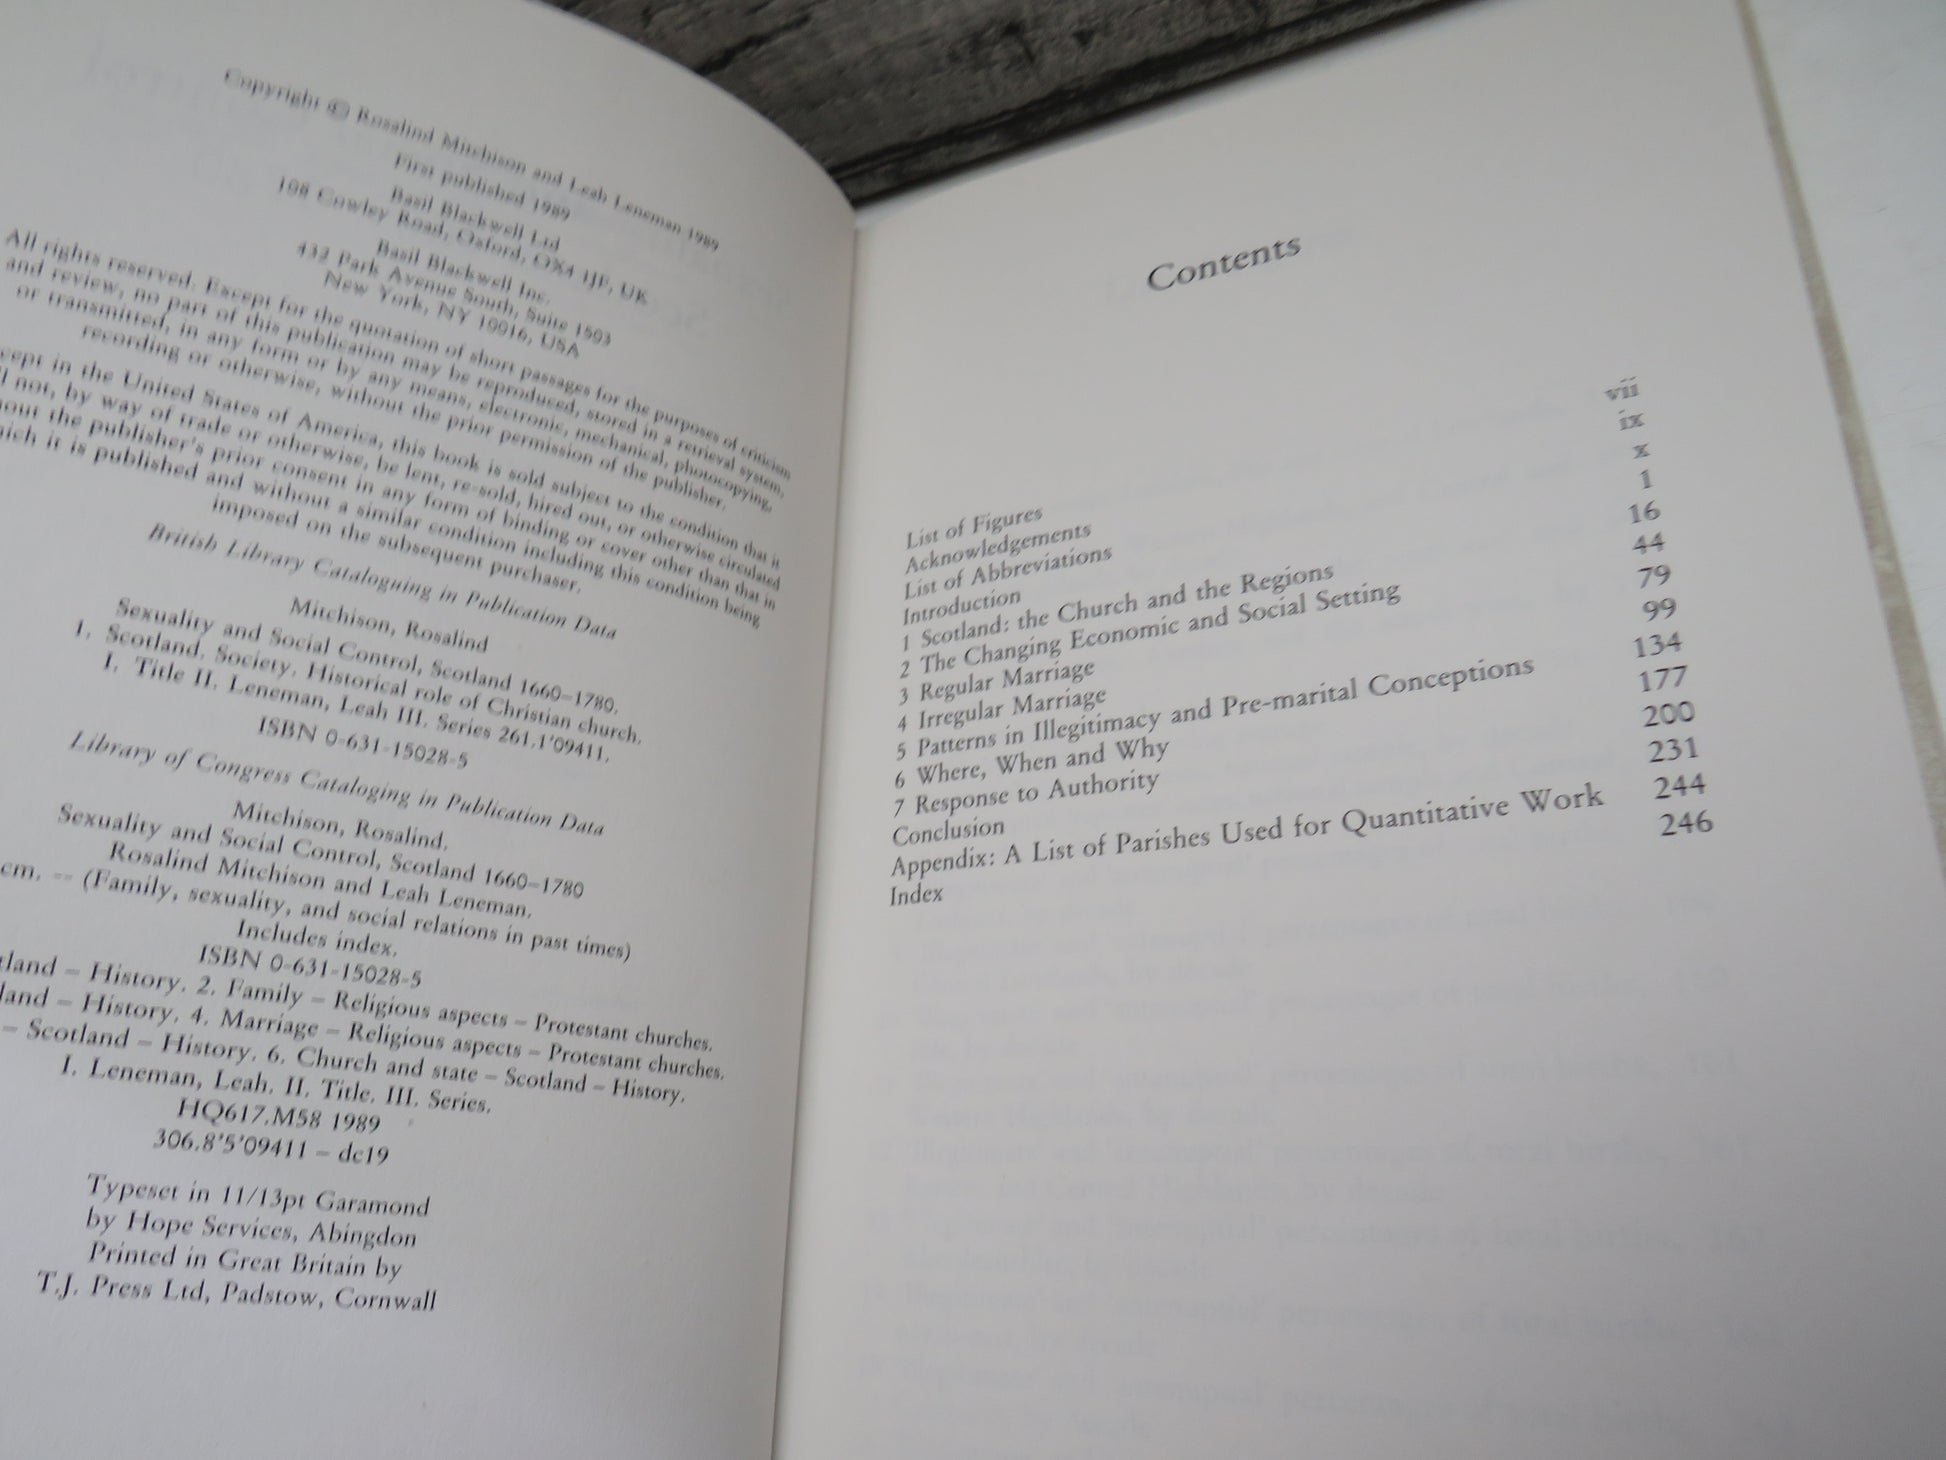 Copyright © Rosalind Mitchison and Leah Leneman 1989
First published 1989
Basil Blackwell Ltd
108 Cowley Road, Oxford, OX4 1JF, UK
Basil Blackwell Inc.
432 Park Avenue South, Suite 1503
New York, NY 10016, USA
All rights reserved. Except for the quotation of short passages for the purposes of criticism
and review, no part of this publication may be reproduced, stored in a retrieval system,
or transmitted, in any form or by any means, electronic, mechanical, photocopying,
recording or otherwise, without the prior permission of the publisher.
in the United States of America, this book is sold subject to the condition that it
not, by way of trade or otherwise, be lent, re-sold, hired out, or otherwise circulated
the publisher's prior consent in any form of binding or cover other than that in
it is published and without a similar condition including this condition being
imposed on the subsequent purchaser.
British Library Cataloguing in Publication Data
Mitchison, Rosalind
Sexuality and Social Control, Scotland 1660–1780.
1. Scotland. Society. Historical role of Christian church.
I. Title II. Leneman, Leah III. Series 261.1'09411.
ISBN 0-631-15028-5
Library of Congress Cataloging in Publication Data
Mitchison, Rosalind.
Sexuality and Social Control, Scotland 1660–1780
Rosalind Mitchison and Leah Leneman.
cm. -- (Family, sexuality, and social relations in past times)
Includes index.
ISBN 0-631-15028-5
– History. 2. Family – Religious aspects – Protestant churches.
– History. 4. Marriage – Religious aspects – Protestant churches.
– Scotland – History. 6. Church and state – Scotland – History.
I. Leneman, Leah. II. Title. III. Series.
HQ617.M58 1989
306.8'5'09411 – dc19
Typeset in 11/13pt Garamond
by Hope Services, Abingdon
Printed in Great Britain by
T.J. Press Ltd, Padstow, Cornwall
Contents
List of Figures vii
Acknowledgements ix
List of Abbreviations x
Introduction 1
1 Scotland: the Church and the Regions 16
2 The Changing Economic and Social Setting 44
3 Regular Marriage 79
4 Irregular Marriage 99
5 Patterns in Illegitimacy and Pre-marital Conceptions 134
6 Where, When and Why 177
7 Response to Authority 200
Conclusion 231
Appendix: A List of Parishes Used for Quantitative Work 244
Index 246